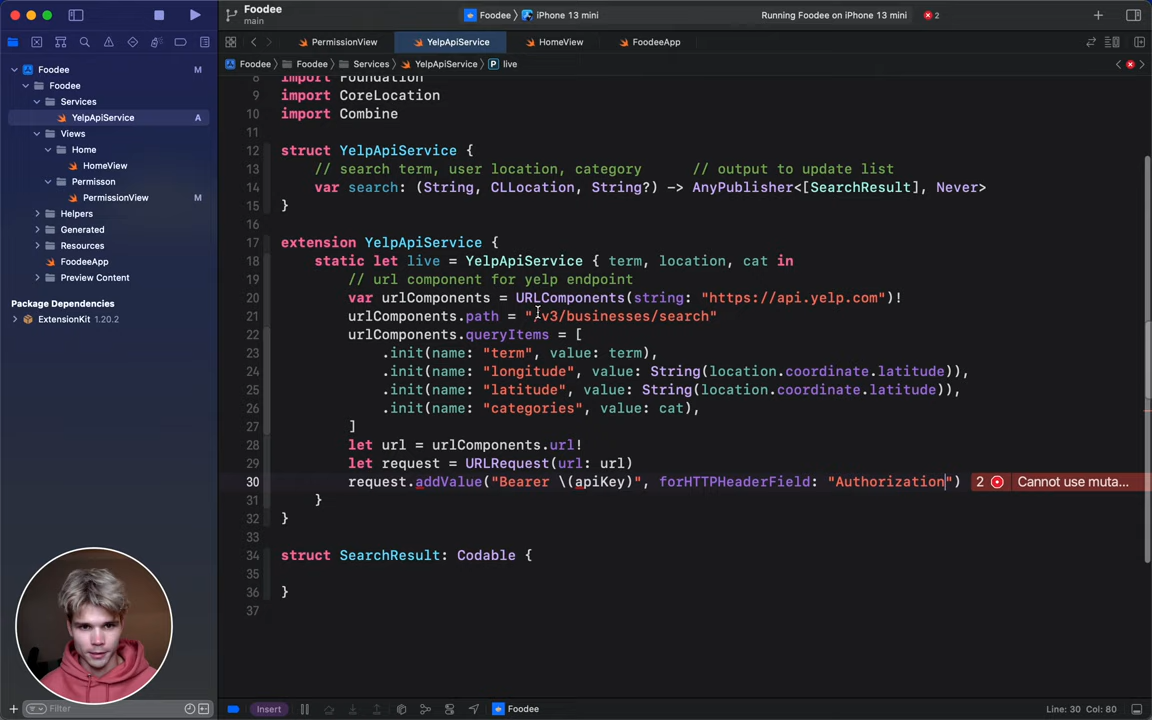 Foodee
main
Foodee
iPhone 13 mini
Running Foodee on iPhone 13 mini
2
PermissionView
YelpApiService
HomeView
FoodeeApp
Foodee
Foodee
Services
YelpApiService
P
live
Foodee
M
Foodee
Services
YelpApiService
A
Views
Home
HomeView
Permisson
PermissionView
M
Helpers
Generated
Resources
FoodeeApp
Preview Content
Package Dependencies
ExtensionKit 1.20.2
8 import Foundation
9 import CoreLocation
10 import Combine
11
12 struct YelpApiService {
13 // search term, user location, category // output to update list
14 var search: (String, CLLocation, String?) -> AnyPublisher<[SearchResult], Never>
15 }
16
17 extension YelpApiService {
18 static let live = YelpApiService { term, location, cat in
19 // url component for yelp endpoint
20 var urlComponents = URLComponents(string: "https://api.yelp.com")!
21 urlComponents.path = "/v3/businesses/search"
22 urlComponents.queryItems = [
23 .init(name: "term", value: term),
24 .init(name: "longitude", value: String(location.coordinate.latitude)),
25 .init(name: "latitude", value: String(location.coordinate.latitude)),
26 .init(name: "categories", value: cat),
27 ]
28 let url = urlComponents.url!
29 let request = URLRequest(url: url)
30 request.addValue("Bearer \(apiKey)", forHTTPHeaderField: "Authorization") 2 Cannot use muta...
31 }
32 }
33
34 struct SearchResult: Codable {
35
36 }
37
Filter
Insert
Foodee
Line: 30 Col: 80